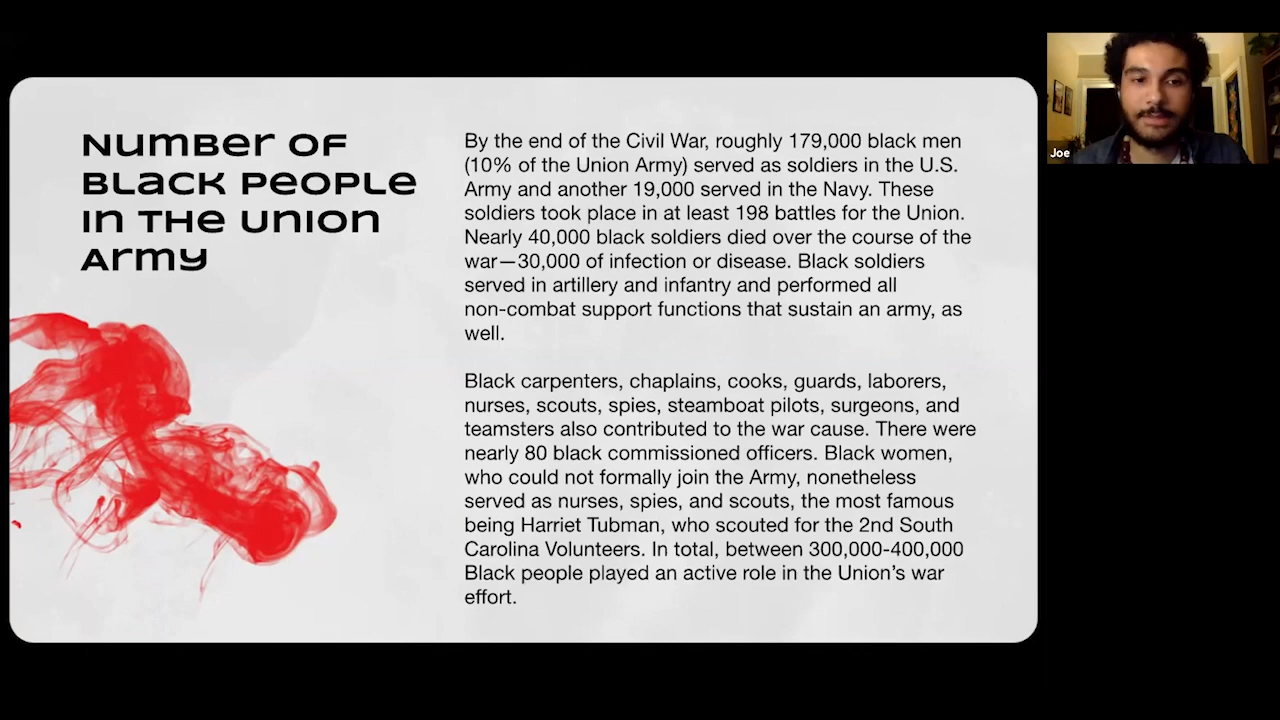 Number of
Black People
in the Union
Army
By the end of the Civil War, roughly 179,000 black men
(10% of the Union Army) served as soldiers in the U.S.
Army and another 19,000 served in the Navy. These
soldiers took place in at least 198 battles for the Union.
Nearly 40,000 black soldiers died over the course of the
war—30,000 of infection or disease. Black soldiers
served in artillery and infantry and performed all
non-combat support functions that sustain an army, as
well.
Black carpenters, chaplains, cooks, guards, laborers,
nurses, scouts, spies, steamboat pilots, surgeons, and
teamsters also contributed to the war cause. There were
nearly 80 black commissioned officers. Black women,
who could not formally join the Army, nonetheless
served as nurses, spies, and scouts, the most famous
being Harriet Tubman, who scouted for the 2nd South
Carolina Volunteers. In total, between 300,000-400,000
Black people played an active role in the Union’s war
effort.
Joe